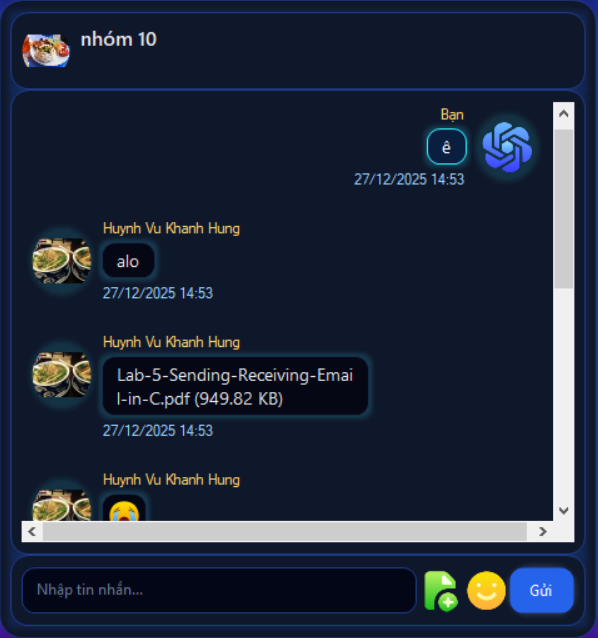 nhóm 10
Bạn
ê
27/12/2025 14:53
Huynh Vu Khanh Hung
alo
27/12/2025 14:53
Huynh Vu Khanh Hung
Lab-5-Sending-Receiving-Emai
l-in-C.pdf (949.82 KB)
27/12/2025 14:53
Huynh Vu Khanh Hung
Nhập tin nhắn...
Gửi